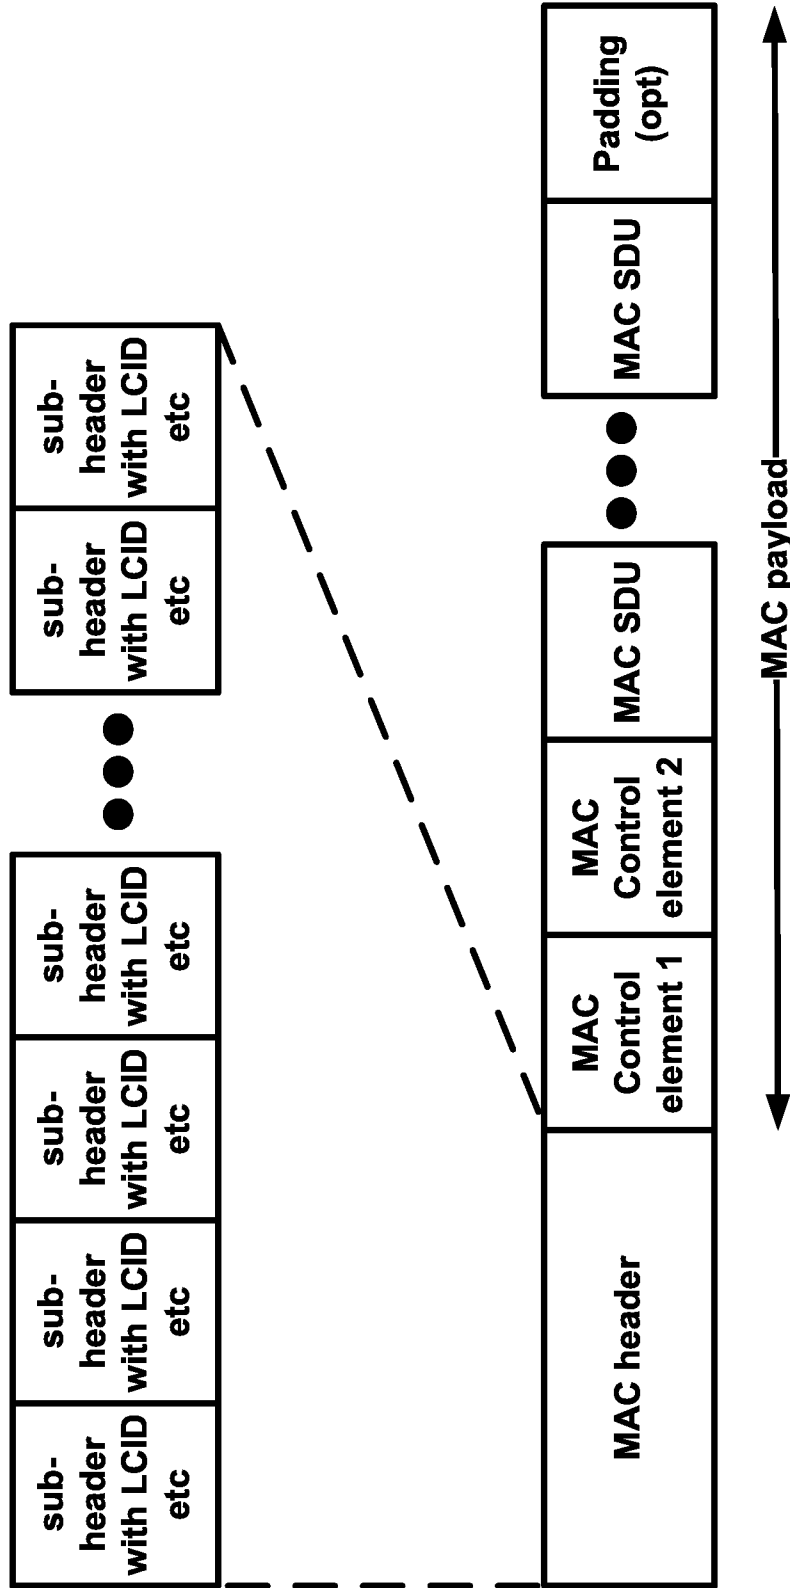 sub-
header
with LCID
etc
sub-
header
with LCID
etc
sub-
header
with LCID
etc
sub-
header
with LCID
etc
sub-
header
with LCID
etc
sub-
header
with LCID
etc
MAC header
MAC
Control
element 1
MAC
Control
element 2
MAC SDU
MAC SDU
Padding
(opt)
MAC payload